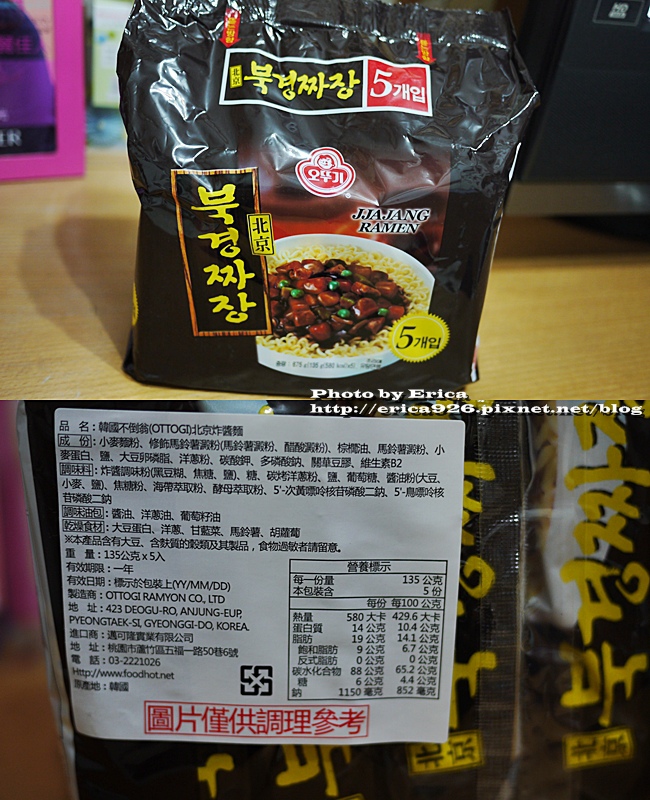 北京
북경짜장
5개입
오뚜기
JJAJANG
RAMEN
북경짜장
北京
5개입
Photo by Erica
http://erica926.pixnet.net/blog
品 名：韓國不倒翁(OTTOGI)北京炸醬麵
成 份：小麥麵粉、修飾馬鈴薯澱粉(馬鈴薯澱粉、醋酸澱粉)、棕櫚油、馬鈴薯澱粉、小
麥蛋白、鹽、大豆卵磷脂、洋蔥粉、碳酸鉀、多磷酸鈉、關華豆膠、維生素B2
調味料：炸醬調味粉(黑豆糊、焦糖、鹽)、糖、碳烤洋蔥粉、鹽、葡萄糖、醬油粉(大豆、
小麥、鹽)、焦糖粉、海帶萃取粉、酵母萃取粉、5'-次黃嘌呤核苷磷酸二鈉、5'-鳥嘌呤核
苷磷酸二鈉
調味油包：醬油、洋蔥油、葡萄籽油
乾燥食材：大豆蛋白、洋蔥、甘藍菜、馬鈴薯、胡蘿蔔
※本產品含有大豆、含麩質的穀類及其製品，食物過敏者請留意。
重 量：135公克x5入
有效期限：一年
有效日期：標示於包裝上(YY/MM/DD)
製造商：OTTOGI RAMYON CO., LTD
地 址：423 DEOGU-RO, ANJUNG-EUP,
PYEONGTAEK-SI, GYEONGGI-DO, KOREA.
進口商：邁可隆實業有限公司
地 址：桃園市蘆竹區五福一路50巷6號
電 話：03-2221026
Http://www.foodhot.net
原產地：韓國
營養標示
每一份量 135 公克
本包裝含 5 份
每份 每100公克
熱量 580 大卡 429.6 大卡
蛋白質 14 公克 10.4 公克
脂肪 19 公克 14.1 公克
飽和脂肪 9 公克 6.7 公克
反式脂肪 0 公克 0 公克
碳水化合物 88 公克 65.2 公克
糖 6 公克 4.4 公克
鈉 1150 毫克 852 毫克
圖片僅供調理參考
北京
北京